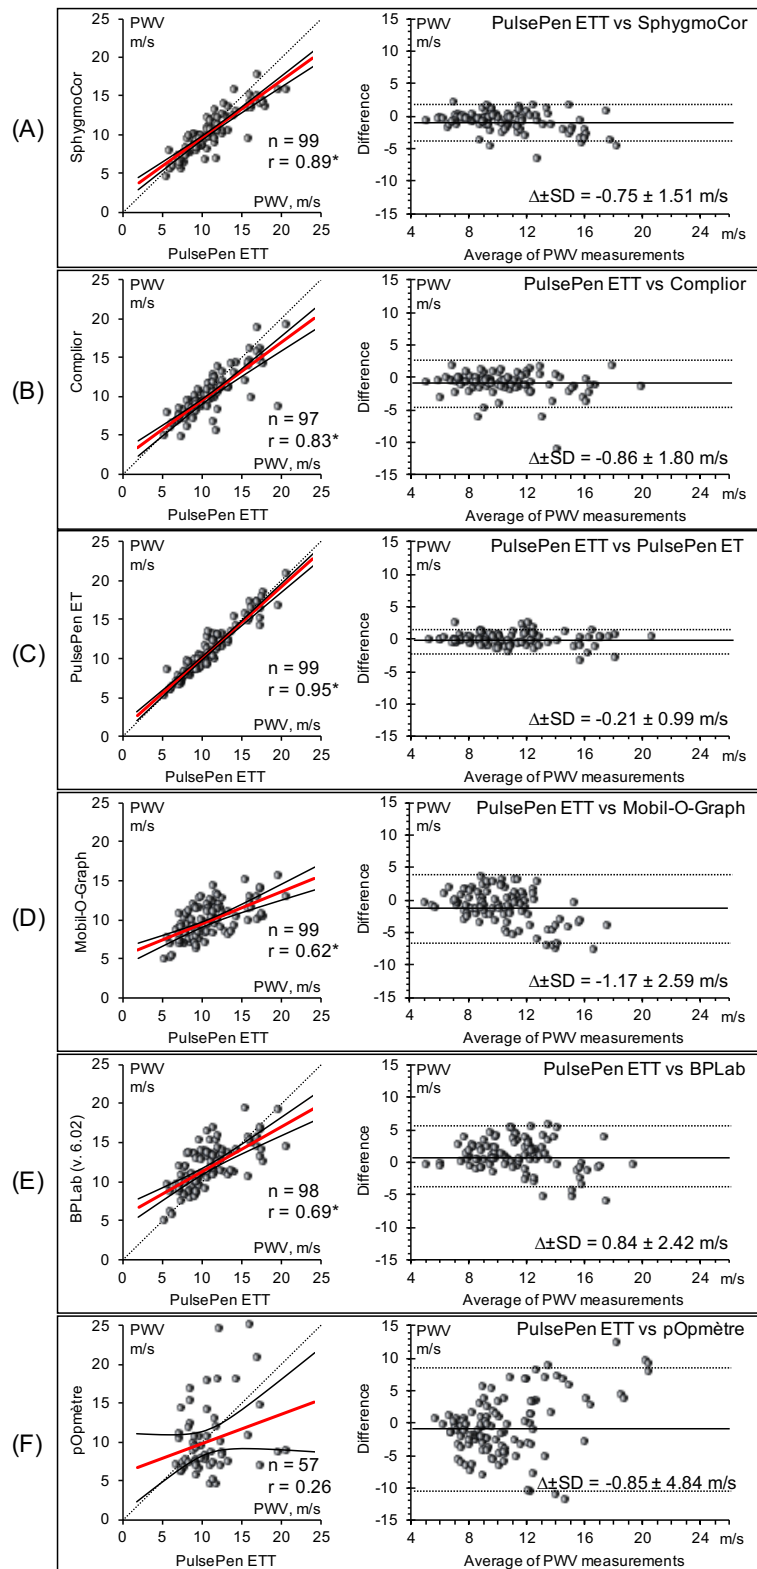 (A)
PWV
m/s
25
20
15
10
5
0
SphygmoCor
n = 99
r = 0.89*
PWV, m/s
0 5 10 15 20 25
PulsePen ETT
PulsePen ETT vs SphygmoCor
PWV
m/s
15
10
5
0
-5
-10
-15
Difference
Δ±SD = -0.75 ± 1.51 m/s
4 8 12 16 20 24 m/s
Average of PWV measurements
(B)
PWV
m/s
25
20
15
10
5
0
Complior
n = 97
r = 0.83*
PWV, m/s
0 5 10 15 20 25
PulsePen ETT
PulsePen ETT vs Complior
PWV
m/s
15
10
5
0
-5
-10
-15
Difference
Δ±SD = -0.86 ± 1.80 m/s
4 8 12 16 20 24 m/s
Average of PWV measurements
(C)
PWV
m/s
25
20
15
10
5
0
PulsePen ET
n = 99
r = 0.95*
PWV, m/s
0 5 10 15 20 25
PulsePen ETT
PulsePen ETT vs PulsePen ET
PWV
m/s
15
10
5
0
-5
-10
-15
Difference
Δ±SD = -0.21 ± 0.99 m/s
4 8 12 16 20 24 m/s
Average of PWV measurements
(D)
PWV
m/s
25
20
15
10
5
0
Mobil-O-Graph
n = 99
r = 0.62*
PWV, m/s
0 5 10 15 20 25
PulsePen ETT
PulsePen ETT vs Mobil-O-Graph
PWV
m/s
15
10
5
0
-5
-10
-15
Difference
Δ±SD = -1.17 ± 2.59 m/s
4 8 12 16 20 24 m/s
Average of PWV measurements
(E)
PWV
m/s
25
20
15
10
5
0
BPLab (v. 6.02)
n = 98
r = 0.69*
PWV, m/s
0 5 10 15 20 25
PulsePen ETT
PulsePen ETT vs BPLab
PWV
m/s
15
10
5
0
-5
-10
-15
Difference
Δ±SD = 0.84 ± 2.42 m/s
4 8 12 16 20 24 m/s
Average of PWV measurements
(F)
PWV
m/s
25
20
15
10
5
0
pOpmètre
n = 57
r = 0.26
PWV, m/s
0 5 10 15 20 25
PulsePen ETT
PulsePen ETT vs pOpmètre
PWV
m/s
15
10
5
0
-5
-10
-15
Difference
Δ±SD = -0.85 ± 4.84 m/s
4 8 12 16 20 24 m/s
Average of PWV measurements